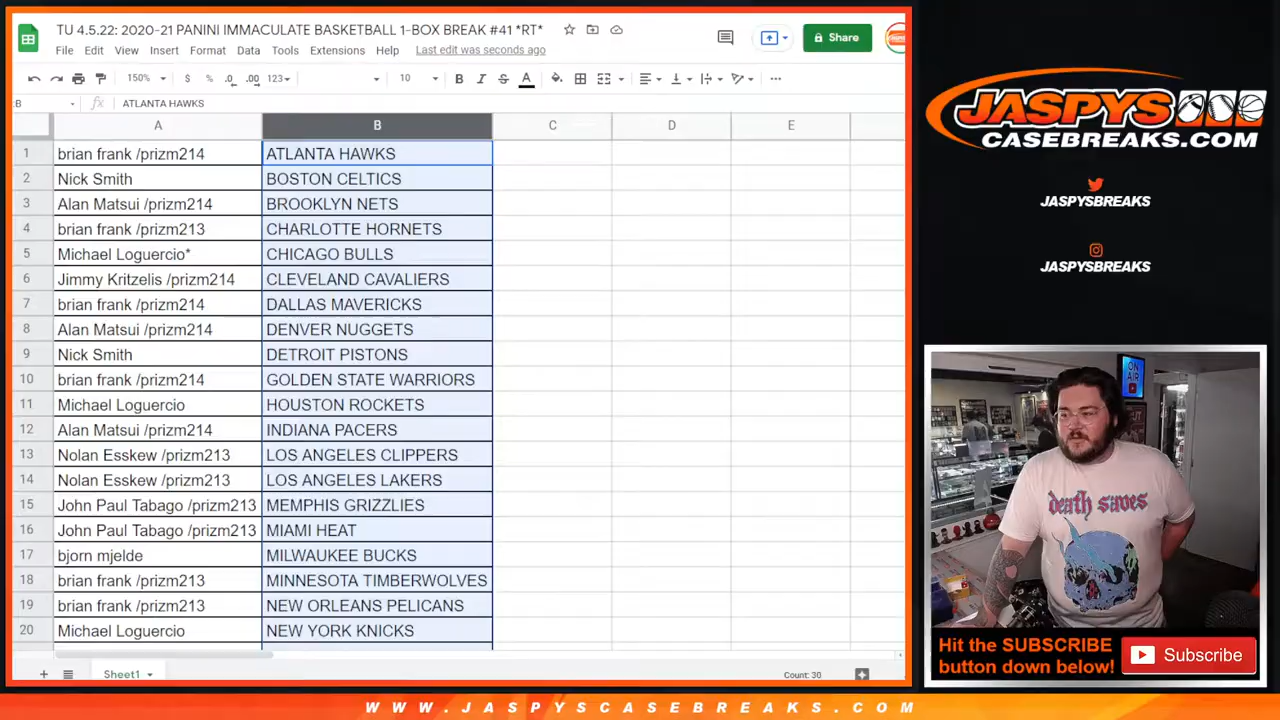 TU 4.5.22: 2020-21 PANINI IMMACULATE BASKETBALL 1-BOX BREAK #41 *RT*
File Edit View Insert Format Data Tools Extensions Help Last edit was seconds ago
Share
150% $ % .0 .00 123 10 B I S A
:B fx ATLANTA HAWKS
A B C D E
1 brian frank /prizm214 ATLANTA HAWKS
2 Nick Smith BOSTON CELTICS
3 Alan Matsui /prizm214 BROOKLYN NETS
4 brian frank /prizm213 CHARLOTTE HORNETS
5 Michael Loguercio* CHICAGO BULLS
6 Jimmy Kritzelis /prizm214 CLEVELAND CAVALIERS
7 brian frank /prizm214 DALLAS MAVERICKS
8 Alan Matsui /prizm214 DENVER NUGGETS
9 Nick Smith DETROIT PISTONS
10 brian frank /prizm214 GOLDEN STATE WARRIORS
11 Michael Loguercio HOUSTON ROCKETS
12 Alan Matsui /prizm214 INDIANA PACERS
13 Nolan Esskew /prizm213 LOS ANGELES CLIPPERS
14 Nolan Esskew /prizm213 LOS ANGELES LAKERS
15 John Paul Tabago /prizm213 MEMPHIS GRIZZLIES
16 John Paul Tabago /prizm213 MIAMI HEAT
17 bjorn mjelde MILWAUKEE BUCKS
18 brian frank /prizm213 MINNESOTA TIMBERWOLVES
19 brian frank /prizm213 NEW ORLEANS PELICANS
20 Michael Loguercio NEW YORK KNICKS
Sheet1
Count: 30
JASPYS
CASEBREAKS.COM
JASPYSBREAKS
JASPYSBREAKS
ON AIR
death saves
Hit the SUBSCRIBE
button down below!
Subscribe
WWW.JASPYSCASEBREAKS.COM